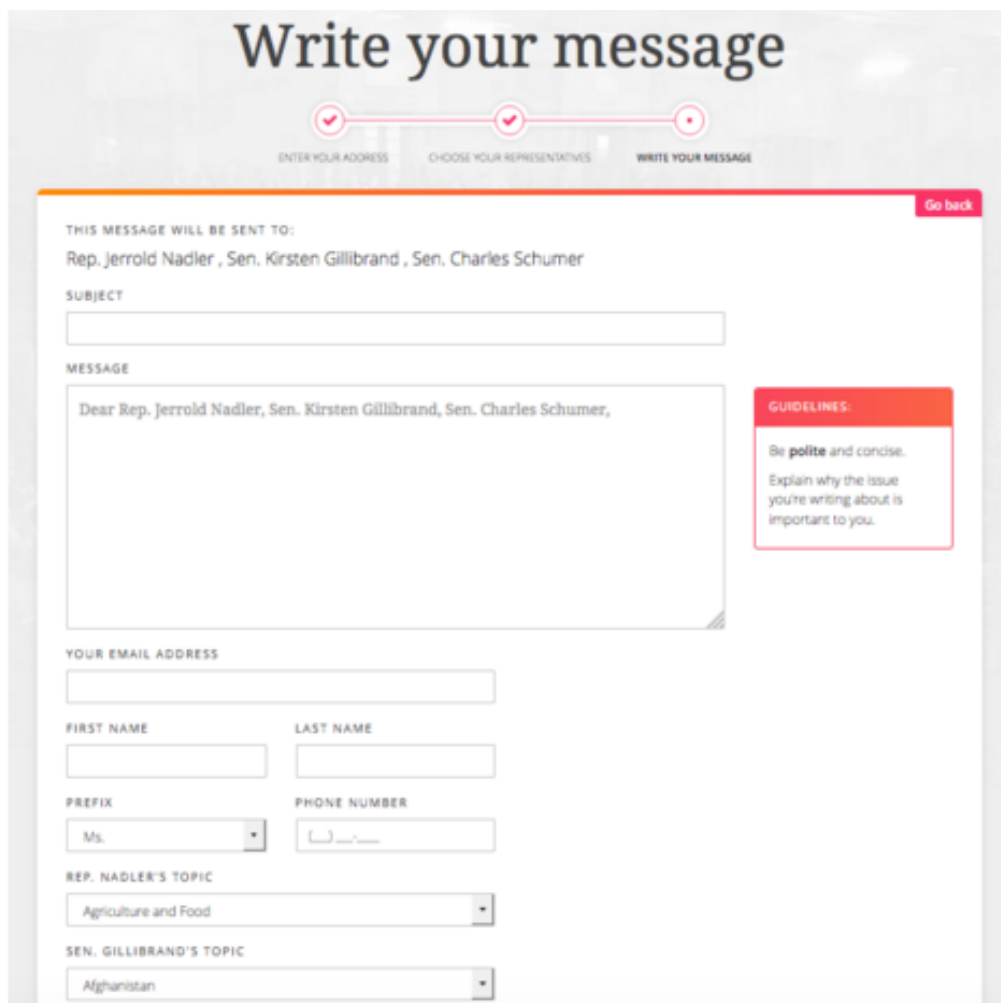 Write your message
ENTER YOUR ADDRESS CHOOSE YOUR REPRESENTATIVES WRITE YOUR MESSAGE
Go back
THIS MESSAGE WILL BE SENT TO:
Rep. Jerrold Nadler , Sen. Kirsten Gillibrand , Sen. Charles Schumer
SUBJECT
MESSAGE
Dear Rep. Jerrold Nadler, Sen. Kirsten Gillibrand, Sen. Charles Schumer,
GUIDELINES:
Be polite and concise.
Explain why the issue
you're writing about is
important to you.
YOUR EMAIL ADDRESS
FIRST NAME LAST NAME
PREFIX PHONE NUMBER
Ms. (__) __-___
REP. NADLER'S TOPIC
Agriculture and Food
SEN. GILLIBRAND'S TOPIC
Afghanistan